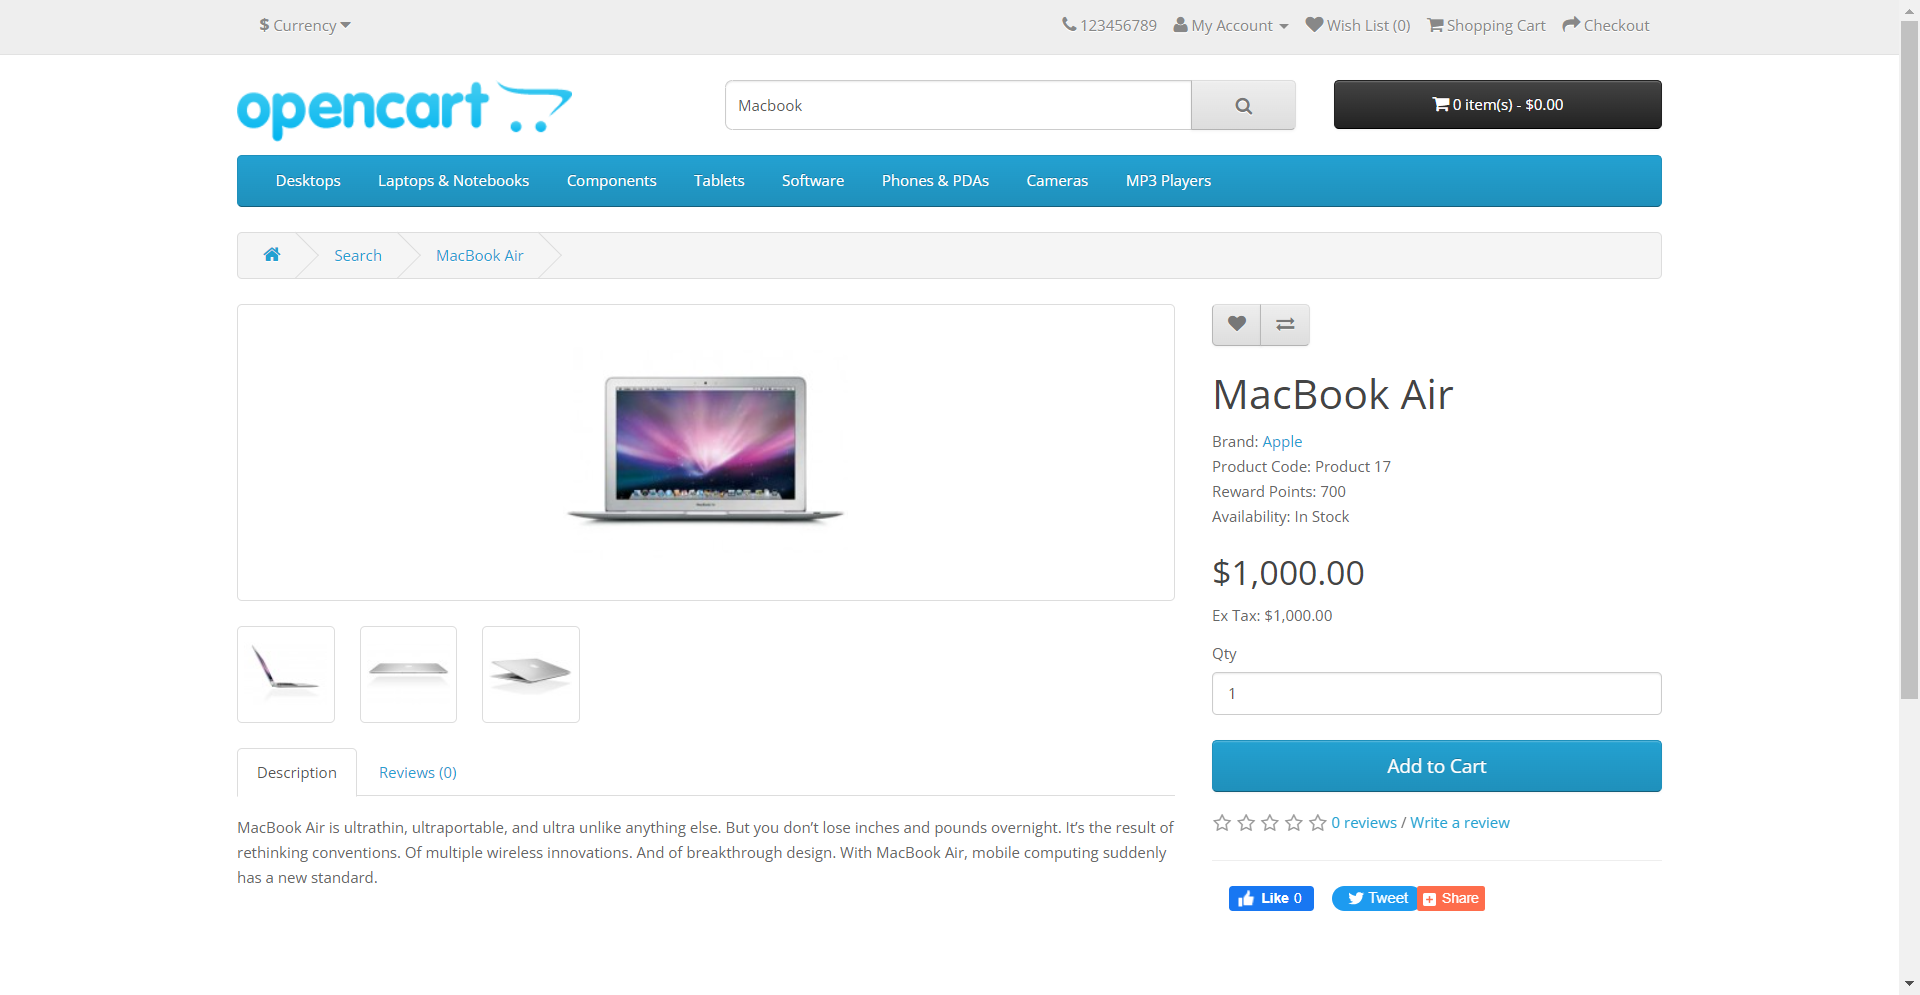 $ Currency
123456789 My Account Wish List (0) Shopping Cart Checkout
opencart
Macbook
0 item(s) - $0.00
Desktops Laptops & Notebooks Components Tablets Software Phones & PDAs Cameras MP3 Players
Search MacBook Air
MacBook Air
Brand: Apple
Product Code: Product 17
Reward Points: 700
Availability: In Stock
$1,000.00
Ex Tax: $1,000.00
Qty
1
Add to Cart
0 reviews / Write a review
Like 0 Tweet Share
Description Reviews (0)
MacBook Air is ultrathin, ultraportable, and ultra unlike anything else. But you don’t lose inches and pounds overnight. It’s the result of
rethinking conventions. Of multiple wireless innovations. And of breakthrough design. With MacBook Air, mobile computing suddenly
has a new standard.